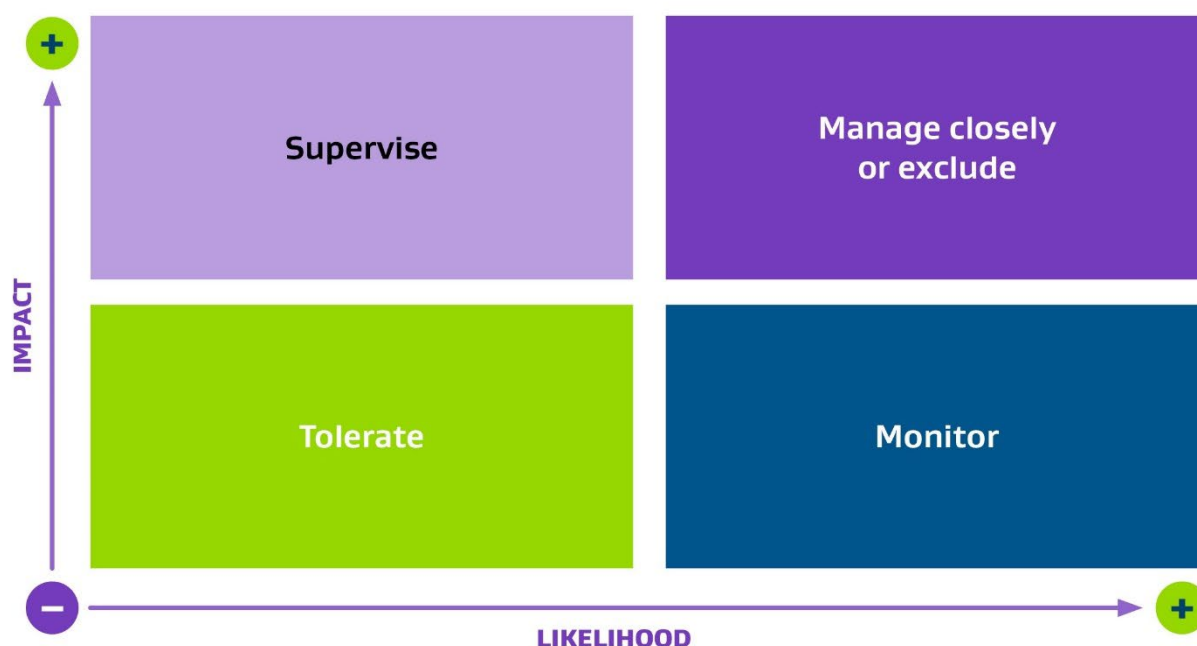 +
Supervise
Manage closely
or exclude
IMPACT
Tolerate
Monitor
−
+
LIKELIHOOD